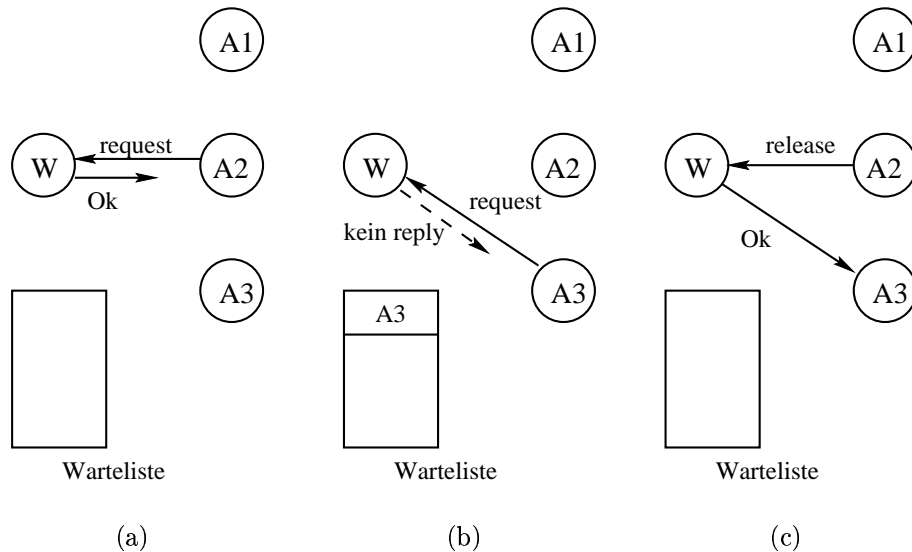 A1
A1
A1
W
request
Ok
A2
W
kein reply
request
A2
W
release
Ok
A2
A3
A3
A3
A3
Warteliste
Warteliste
Warteliste
(a)
(b)
(c)